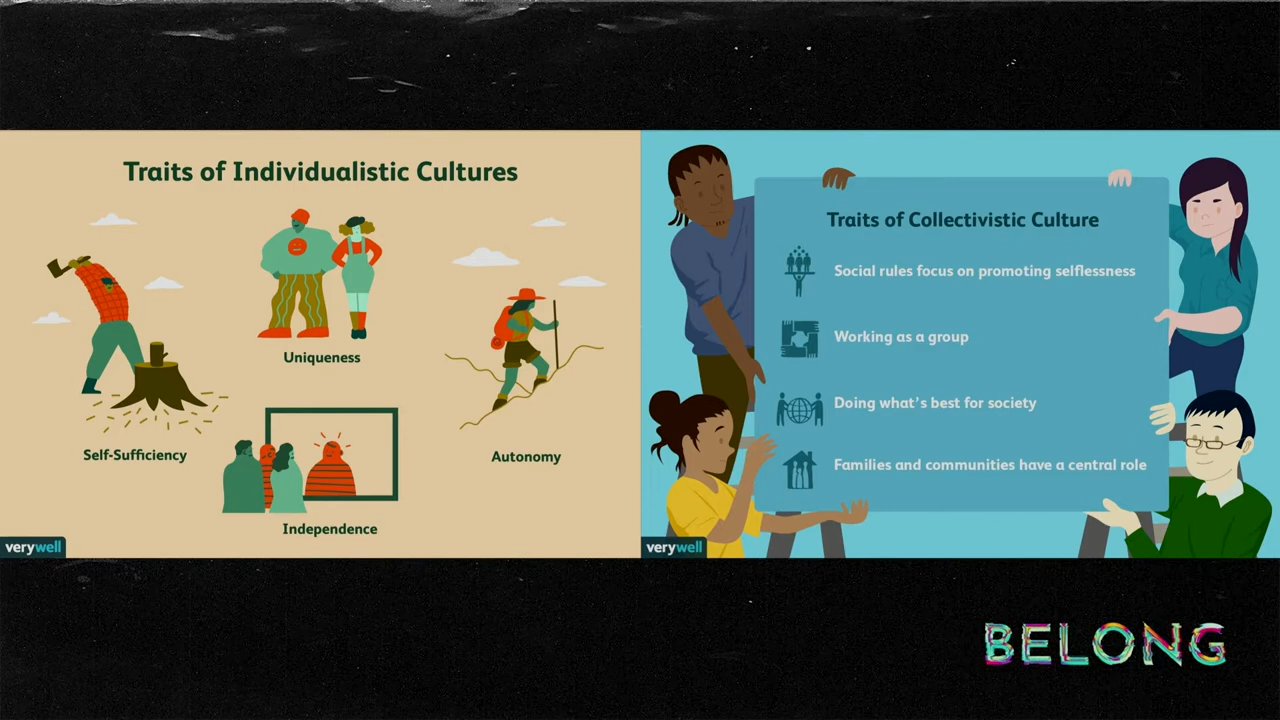 Traits of Individualistic Cultures
Uniqueness
Self-Sufficiency
Autonomy
Independence
verywell
Traits of Collectivistic Culture
Social rules focus on promoting selflessness
Working as a group
Doing what's best for society
Families and communities have a central role
verywell
BELONG